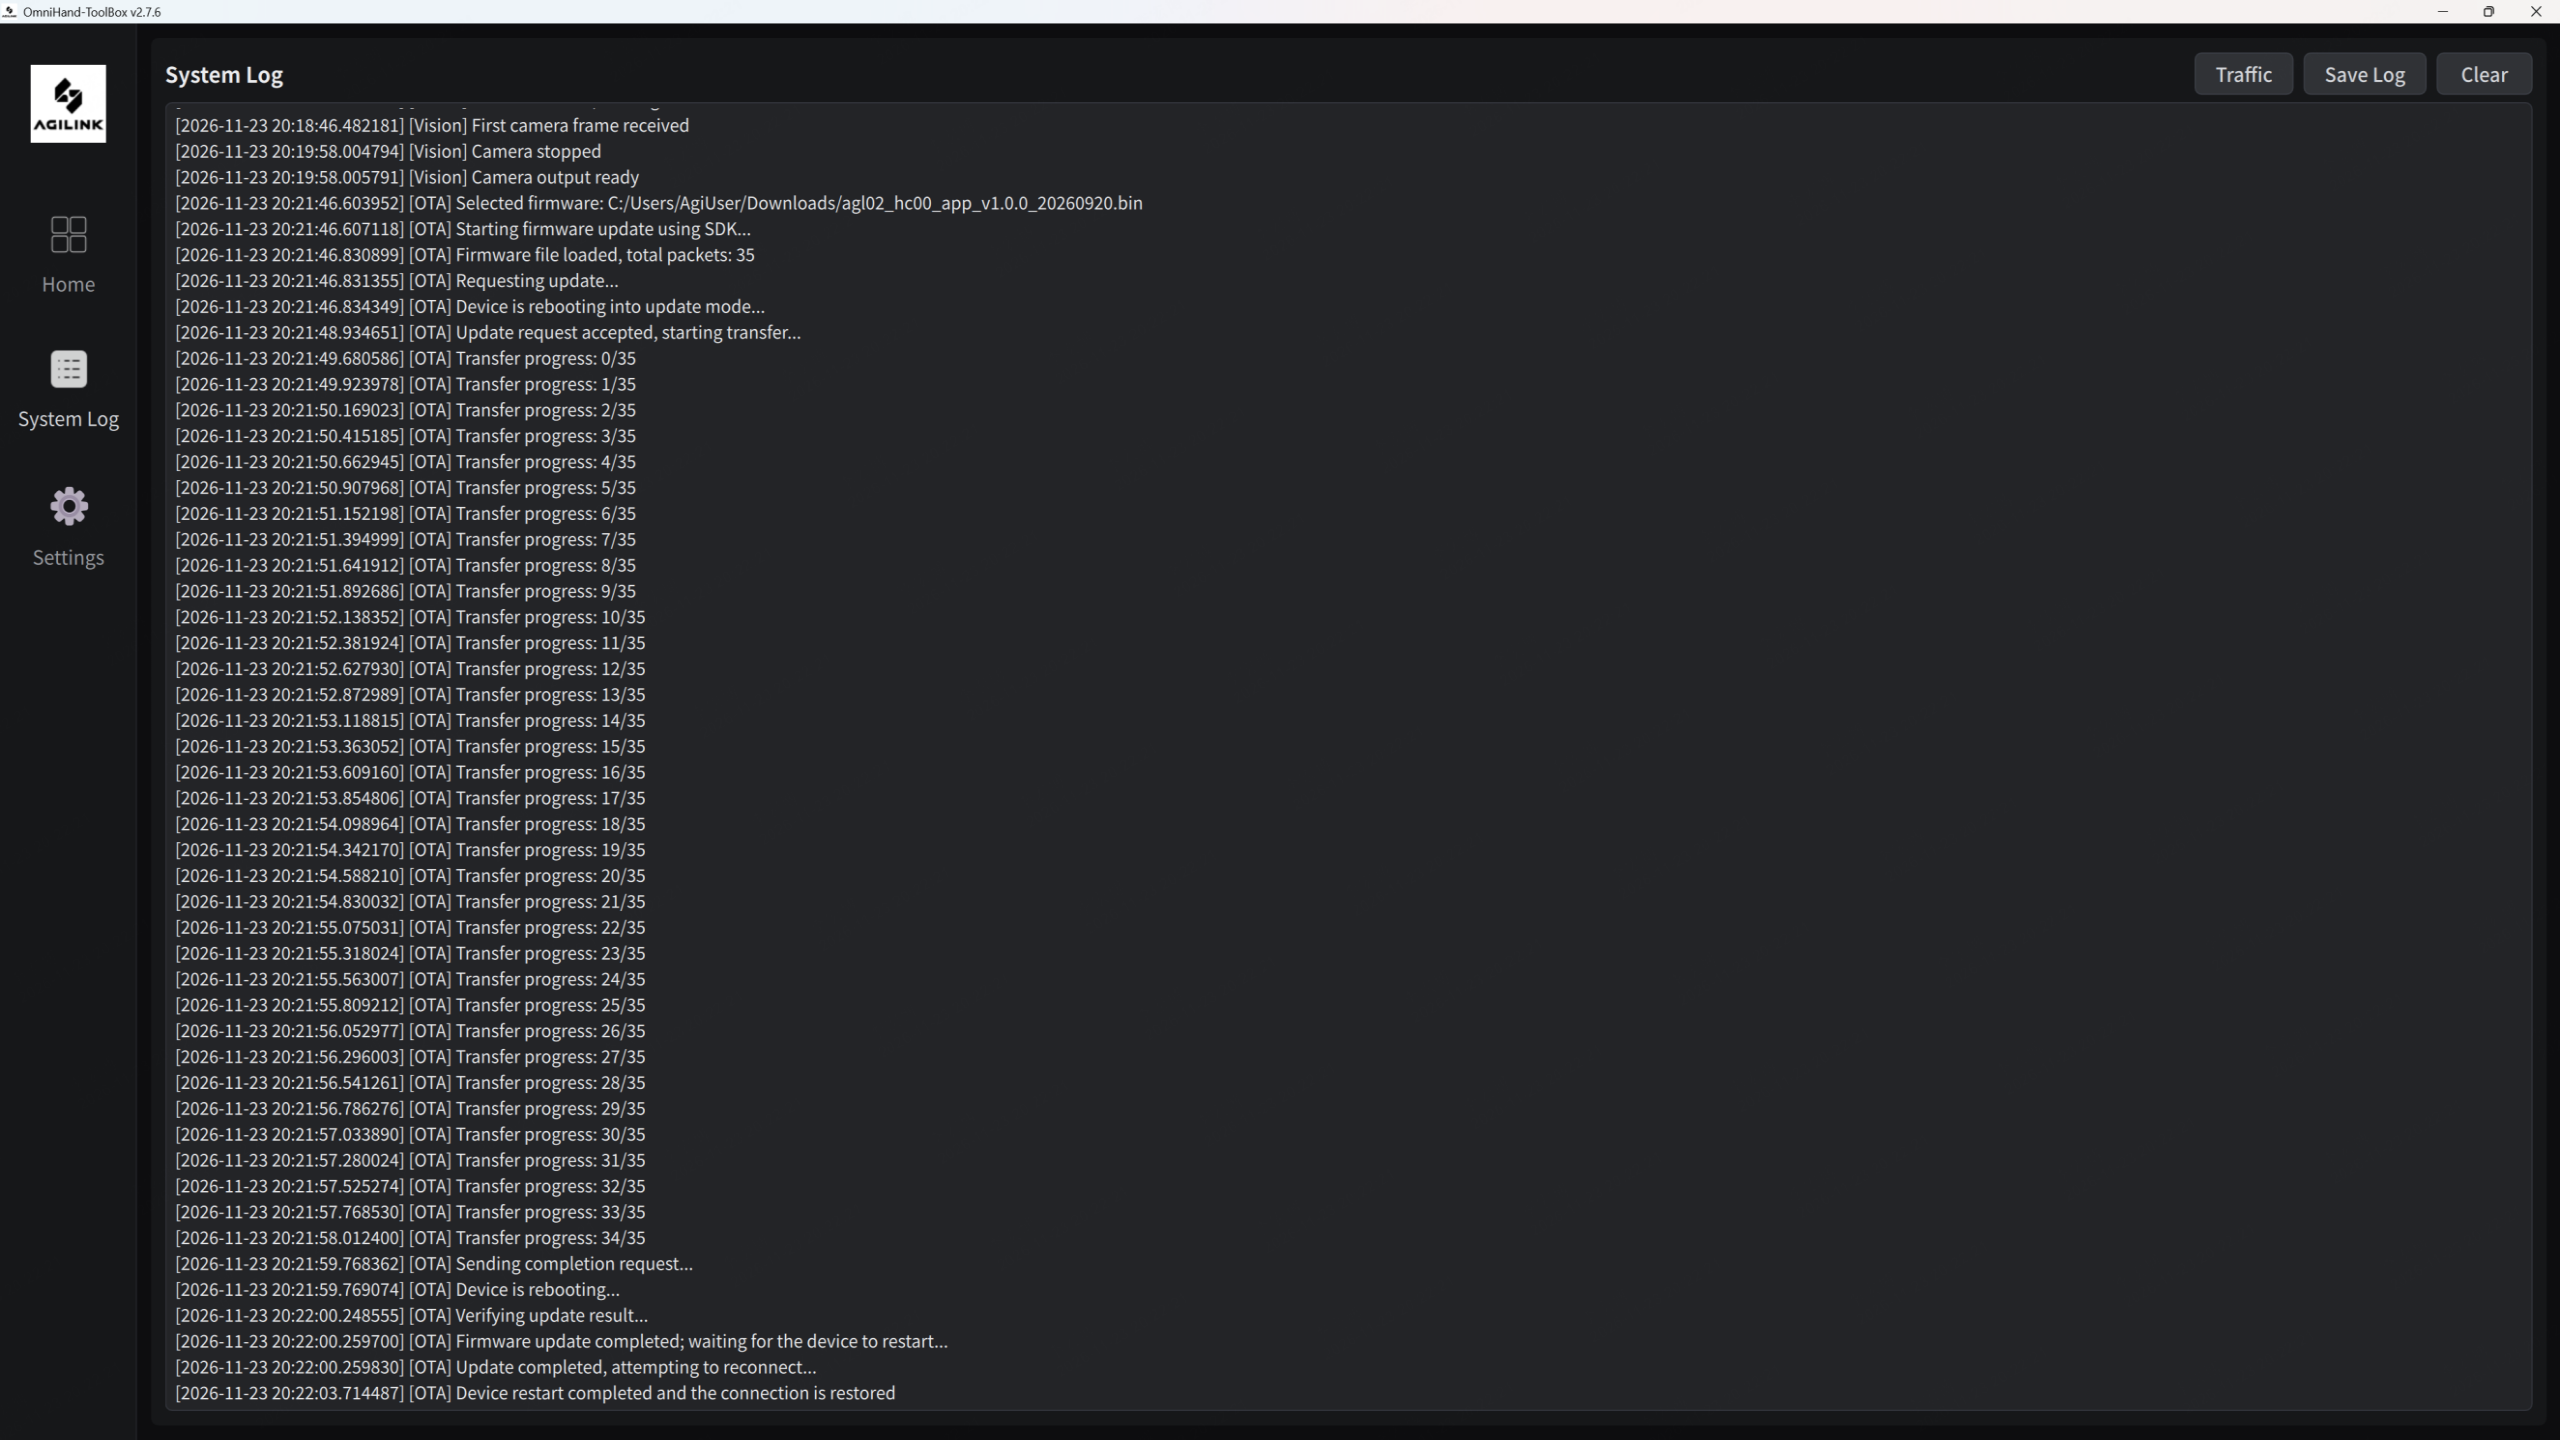 OmniHand-ToolBox v2.7.6
AGILINK
Home
System Log
Settings
System Log
Traffic
Save Log
Clear
[2026-11-23 20:18:46.482181] [Vision] First camera frame received
[2026-11-23 20:19:58.004794] [Vision] Camera stopped
[2026-11-23 20:19:58.005791] [Vision] Camera output ready
[2026-11-23 20:21:46.603952] [OTA] Selected firmware: C:/Users/AgiUser/Downloads/agl02_hc00_app_v1.0.0_20260920.bin
[2026-11-23 20:21:46.607118] [OTA] Starting firmware update using SDK...
[2026-11-23 20:21:46.830899] [OTA] Firmware file loaded, total packets: 35
[2026-11-23 20:21:46.831355] [OTA] Requesting update...
[2026-11-23 20:21:46.834349] [OTA] Device is rebooting into update mode...
[2026-11-23 20:21:48.934651] [OTA] Update request accepted, starting transfer...
[2026-11-23 20:21:49.680586] [OTA] Transfer progress: 0/35
[2026-11-23 20:21:49.923978] [OTA] Transfer progress: 1/35
[2026-11-23 20:21:50.169023] [OTA] Transfer progress: 2/35
[2026-11-23 20:21:50.415185] [OTA] Transfer progress: 3/35
[2026-11-23 20:21:50.662945] [OTA] Transfer progress: 4/35
[2026-11-23 20:21:50.907968] [OTA] Transfer progress: 5/35
[2026-11-23 20:21:51.152198] [OTA] Transfer progress: 6/35
[2026-11-23 20:21:51.394999] [OTA] Transfer progress: 7/35
[2026-11-23 20:21:51.641912] [OTA] Transfer progress: 8/35
[2026-11-23 20:21:51.892686] [OTA] Transfer progress: 9/35
[2026-11-23 20:21:52.138352] [OTA] Transfer progress: 10/35
[2026-11-23 20:21:52.381924] [OTA] Transfer progress: 11/35
[2026-11-23 20:21:52.627930] [OTA] Transfer progress: 12/35
[2026-11-23 20:21:52.872989] [OTA] Transfer progress: 13/35
[2026-11-23 20:21:53.118815] [OTA] Transfer progress: 14/35
[2026-11-23 20:21:53.363052] [OTA] Transfer progress: 15/35
[2026-11-23 20:21:53.609160] [OTA] Transfer progress: 16/35
[2026-11-23 20:21:53.854806] [OTA] Transfer progress: 17/35
[2026-11-23 20:21:54.098964] [OTA] Transfer progress: 18/35
[2026-11-23 20:21:54.342170] [OTA] Transfer progress: 19/35
[2026-11-23 20:21:54.588210] [OTA] Transfer progress: 20/35
[2026-11-23 20:21:54.830032] [OTA] Transfer progress: 21/35
[2026-11-23 20:21:55.075031] [OTA] Transfer progress: 22/35
[2026-11-23 20:21:55.318024] [OTA] Transfer progress: 23/35
[2026-11-23 20:21:55.563007] [OTA] Transfer progress: 24/35
[2026-11-23 20:21:55.809212] [OTA] Transfer progress: 25/35
[2026-11-23 20:21:56.052977] [OTA] Transfer progress: 26/35
[2026-11-23 20:21:56.296003] [OTA] Transfer progress: 27/35
[2026-11-23 20:21:56.541261] [OTA] Transfer progress: 28/35
[2026-11-23 20:21:56.786276] [OTA] Transfer progress: 29/35
[2026-11-23 20:21:57.033890] [OTA] Transfer progress: 30/35
[2026-11-23 20:21:57.280024] [OTA] Transfer progress: 31/35
[2026-11-23 20:21:57.525274] [OTA] Transfer progress: 32/35
[2026-11-23 20:21:57.768530] [OTA] Transfer progress: 33/35
[2026-11-23 20:21:58.012400] [OTA] Transfer progress: 34/35
[2026-11-23 20:21:59.768362] [OTA] Sending completion request...
[2026-11-23 20:21:59.769074] [OTA] Device is rebooting...
[2026-11-23 20:22:00.248555] [OTA] Verifying update result...
[2026-11-23 20:22:00.259700] [OTA] Firmware update completed; waiting for the device to restart...
[2026-11-23 20:22:00.259830] [OTA] Update completed, attempting to reconnect...
[2026-11-23 20:22:03.714487] [OTA] Device restart completed and the connection is restored